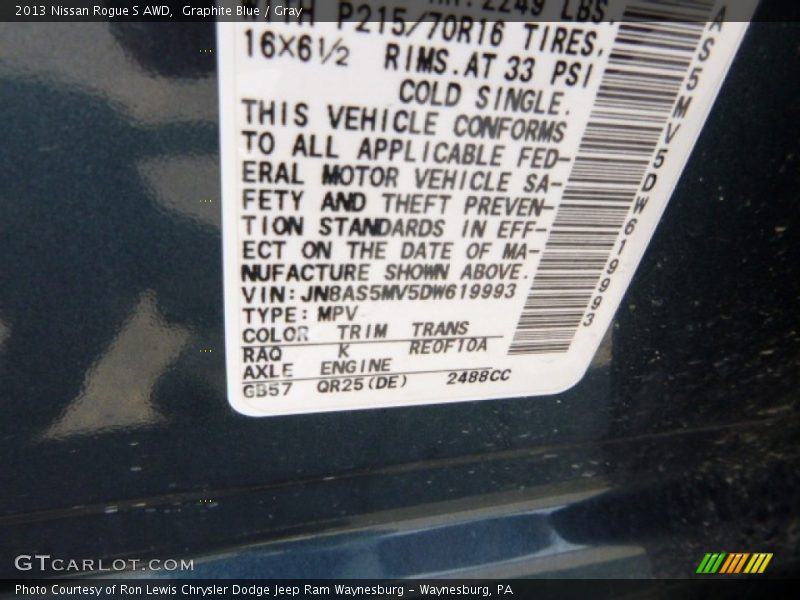 2013 Nissan Rogue S AWD,  Graphite Blue / Gray
2249 LBS.
P215/70R16 TIRES,
16X6½ RIMS. AT 33 PSI
COLD SINGLE.
THIS VEHICLE CONFORMS
TO ALL APPLICABLE FED-
ERAL MOTOR VEHICLE SA-
FETY AND THEFT PREVEN-
TION STANDARDS IN EFF-
ECT ON THE DATE OF MA-
NUFACTURE SHOWN ABOVE.
VIN:JN8AS5MV5DW619993
TYPE: MPV
COLOR TRIM TRANS
RAQ K RE0F10A
AXLE ENGINE
GB57 QR25(DE) 2488CC
AS5MV5DW619993
GTCARLOT.COM
Photo Courtesy of Ron Lewis Chrysler Dodge Jeep Ram Waynesburg – Waynesburg, PA